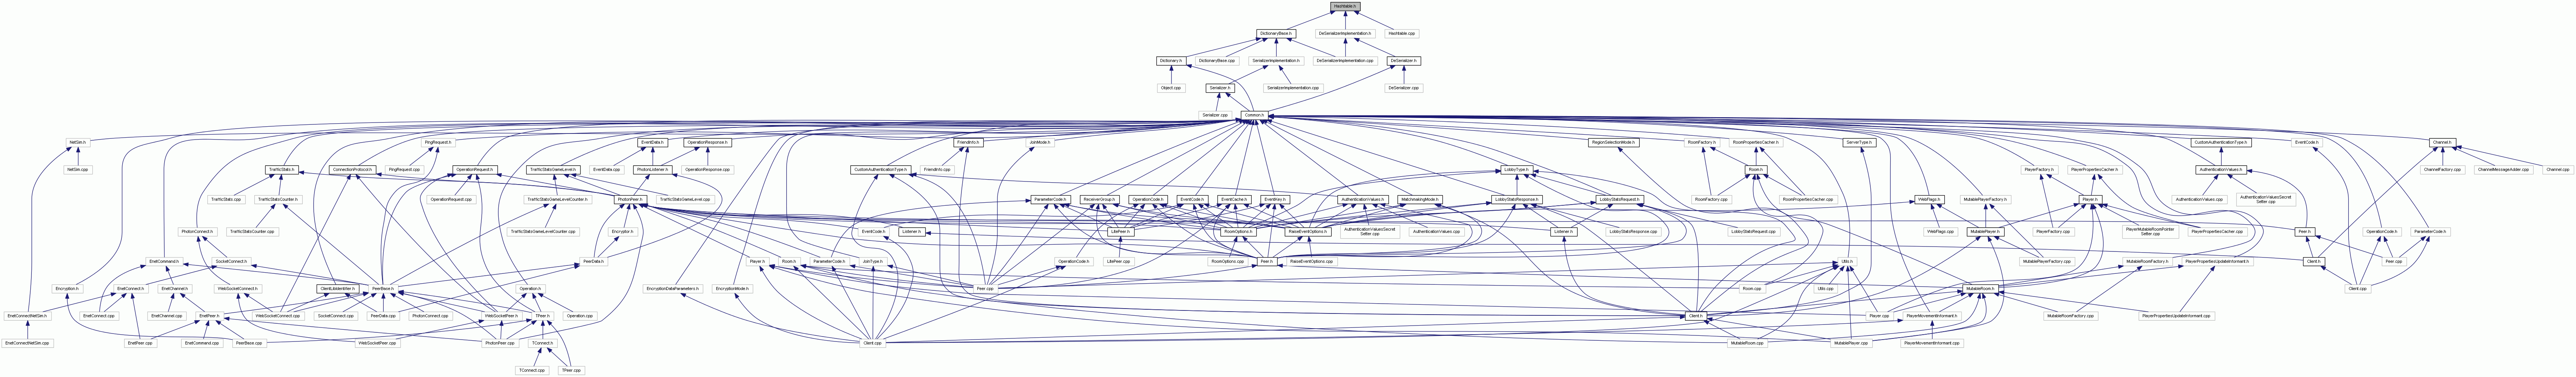 Hashtable.h
DictionaryBase.h
DeSerializerImplementation.h
Hashtable.cpp
Dictionary.h
DictionaryBase.cpp
SerializerImplementation.h
DeSerializerImplementation.cpp
DeSerializer.h
Object.cpp
Serializer.h
SerializerImplementation.cpp
DeSerializer.cpp
Serializer.cpp
Common.h
NetSim.h
PingRequest.h
EventData.h
OperationResponse.h
FriendInfo.h
JoinMode.h
RegionSelectionMode.h
RoomFactory.h
RoomPropertiesCacher.h
ServerType.h
CustomAuthenticationType.h
EventCode.h
Channel.h
NetSim.cpp
TrafficStats.h
ConnectionProtocol.h
PingRequest.cpp
OperationRequest.h
TrafficStatsGameLevel.h
EventData.cpp
PhotonListener.h
OperationResponse.cpp
CustomAuthenticationType.h
FriendInfo.cpp
LobbyType.h
Room.h
PlayerFactory.h
PlayerPropertiesCacher.h
AuthenticationValues.h
ChannelFactory.cpp
ChannelMessageAdder.cpp
Channel.cpp
TrafficStats.cpp
TrafficStatsCounter.h
OperationRequest.cpp
TrafficStatsGameLevelCounter.h
TrafficStatsGameLevel.cpp
PhotonPeer.h
ParameterCode.h
ReceiverGroup.h
OperationCode.h
EventCode.h
EventCache.h
EventKey.h
AuthenticationValues.h
MatchmakingMode.h
LobbyStatsResponse.h
LobbyStatsRequest.h
RoomFactory.cpp
RoomPropertiesCacher.cpp
WebFlags.h
MutablePlayerFactory.h
Player.h
AuthenticationValues.cpp
AuthenticationValuesSecret
Setter.cpp
PhotonConnect.h
TrafficStatsCounter.cpp
TrafficStatsGameLevelCounter.cpp
Encryptor.h
EventCode.h
Listener.h
LitePeer.h
RoomOptions.h
RaiseEventOptions.h
AuthenticationValuesSecret
Setter.cpp
AuthenticationValues.cpp
Listener.h
LobbyStatsResponse.cpp
LobbyStatsRequest.cpp
WebFlags.cpp
MutablePlayer.h
PlayerFactory.cpp
PlayerMutableRoomPointer
Setter.cpp
PlayerPropertiesCacher.cpp
Peer.h
OperationCode.h
ParameterCode.h
EnetCommand.h
SocketConnect.h
PeerData.h
Player.h
Room.h
ParameterCode.h
JoinType.h
OperationCode.h
LitePeer.cpp
RoomOptions.cpp
Peer.h
RaiseEventOptions.cpp
Utils.h
MutablePlayerFactory.cpp
MutableRoomFactory.h
PlayerPropertiesUpdateInformant.h
Client.h
Peer.cpp
Encryption.h
EnetConnect.h
EnetChannel.h
WebSocketConnect.h
ClientLibIdentifier.h
PeerBase.h
Operation.h
EncryptionDataParameters.h
EncryptionMode.h
Peer.cpp
Room.cpp
Utils.cpp
MutableRoom.h
Client.cpp
EnetConnectNetSim.h
EnetConnect.cpp
EnetChannel.cpp
EnetPeer.h
WebSocketConnect.cpp
SocketConnect.cpp
PeerData.cpp
PhotonConnect.cpp
WebSocketPeer.h
TPeer.h
Operation.cpp
Client.h
Player.cpp
PlayerMovementInformant.h
MutableRoomFactory.cpp
PlayerPropertiesUpdateInformant.cpp
EnetConnectNetSim.cpp
EnetPeer.cpp
EnetCommand.cpp
PeerBase.cpp
WebSocketPeer.cpp
PhotonPeer.cpp
TConnect.h
Client.cpp
MutableRoom.cpp
MutablePlayer.cpp
PlayerMovementInformant.cpp
TConnect.cpp
TPeer.cpp